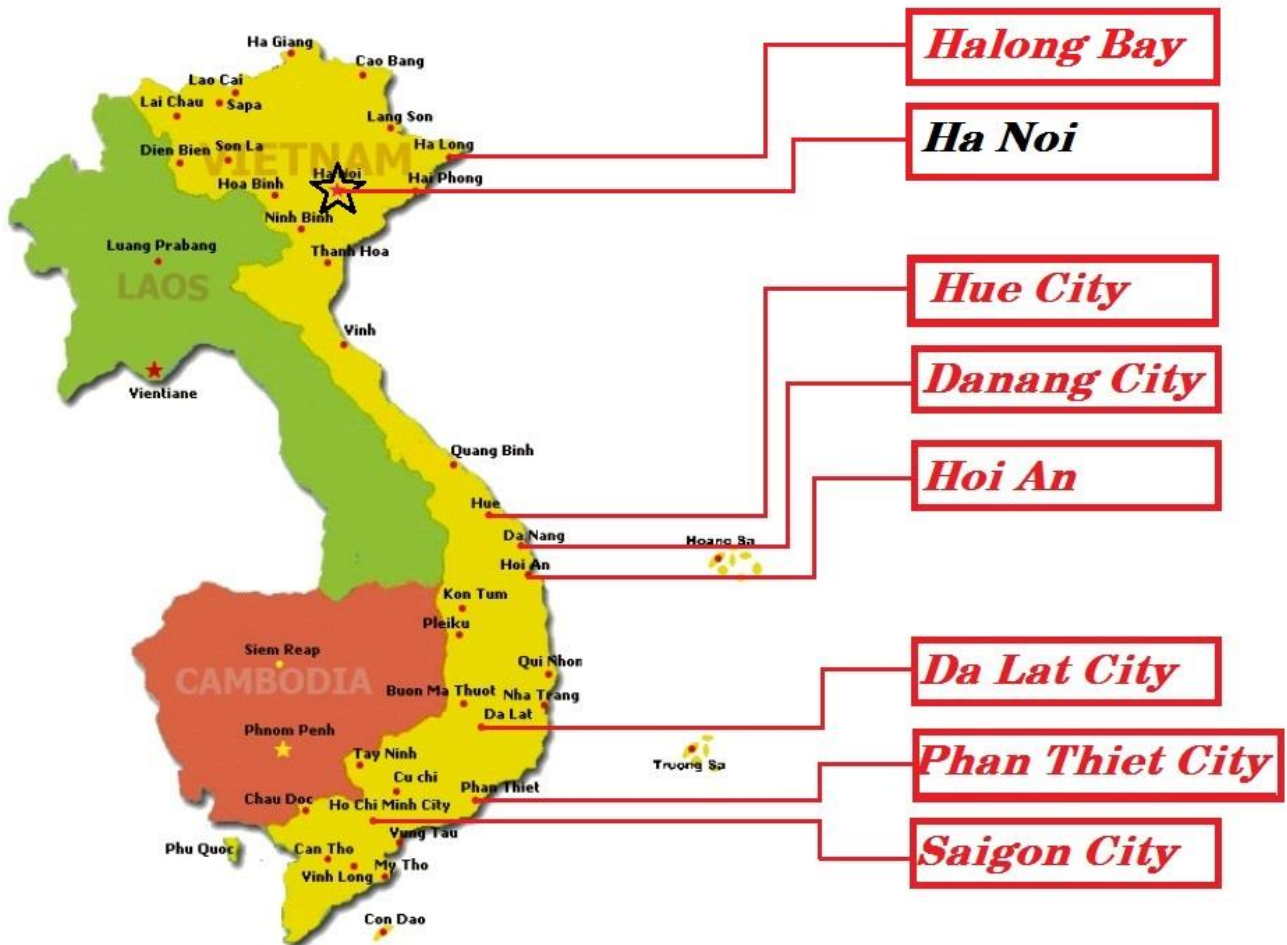 Halong Bay
Ha Noi
Hue City
Danang City
Hoi An
Da Lat City
Phan Thiet City
Saigon City
Ha Giang
Cao Bang
Lao Cai
Lai Chau
Sapa
Lang Son
Ha Long
Dien Bien
Son La
VIETNAM
Ha Noi
Hai Phong
Hoa Binh
Ninh Binh
Luang Prabang
Thanh Hoa
LAOS
Vinh
Vientiane
Quang Binh
Hue
Da Nang
Hoang Sa
Hoi An
Kon Tum
Pleiku
Siem Reap
Qui Nhon
CAMBODIA
Buon Ma Thuot
Nha Trang
Da Lat
Phnom Penh
Tay Ninh
Truong Sa
Cu chi
Phan Thiet
Chau Doc
Ho Chi Minh City
Vung Tau
Phu Quoc
Can Tho
My Tho
Vinh Long
Con Dao